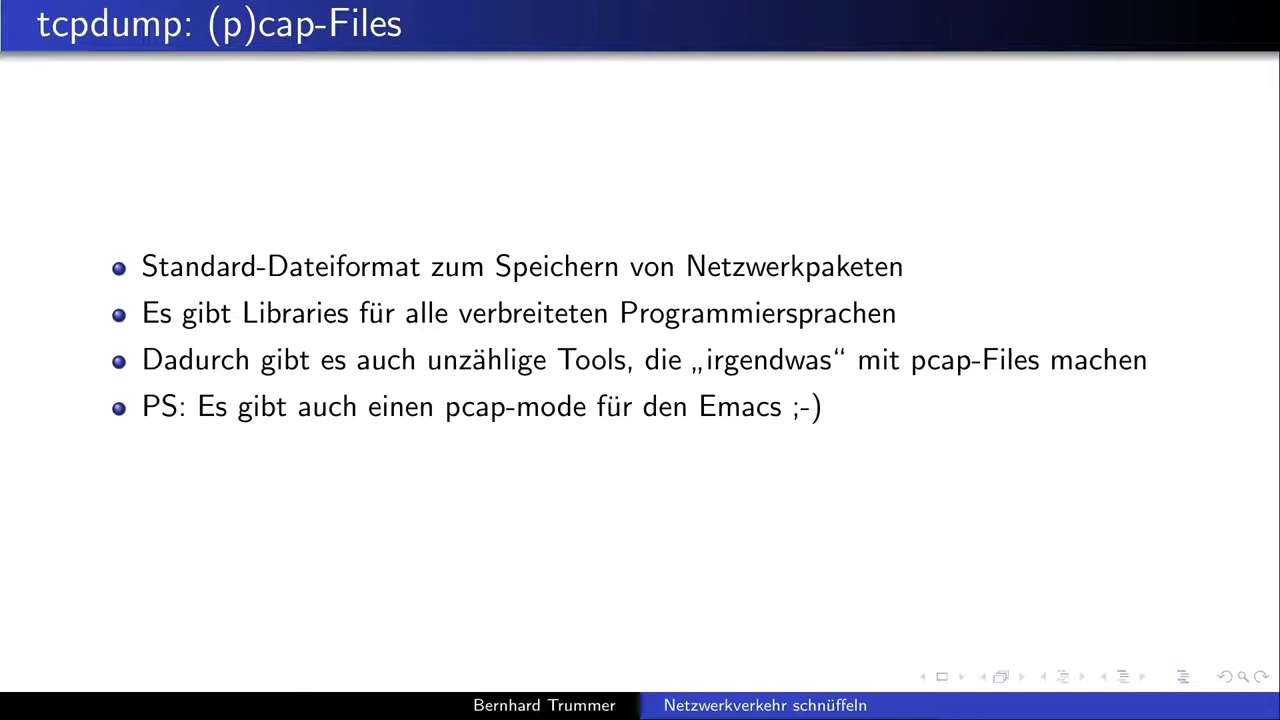 tcpdump: (p)cap-Files
Standard-Dateiformat zum Speichern von Netzwerkpaketen
Es gibt Libraries für alle verbreiteten Programmiersprachen
Dadurch gibt es auch unzählige Tools, die „irgendwas“ mit pcap-Files machen
PS: Es gibt auch einen pcap-mode für den Emacs ;-)
Bernhard Trummer
Netzwerkverkehr schnüffeln